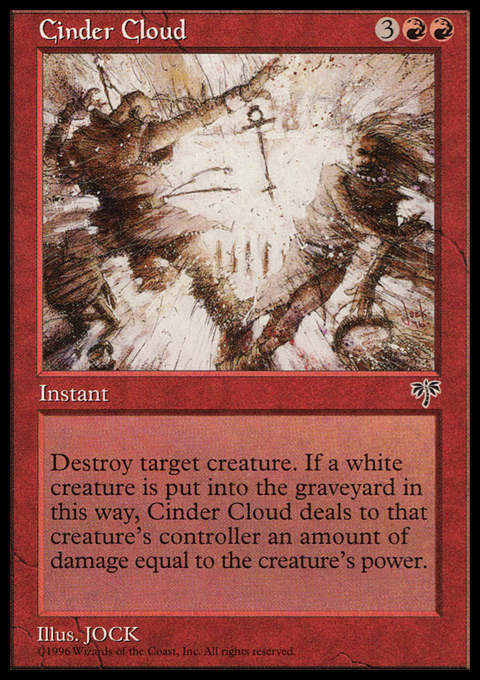 Cinder Cloud
3
Instant
Destroy target creature. If a white
creature is put into the graveyard in
this way, Cinder Cloud deals to that
creature's controller an amount of
damage equal to the creature's power.
Illus. JOCK
©1996 Wizards of the Coast, Inc. All rights reserved.